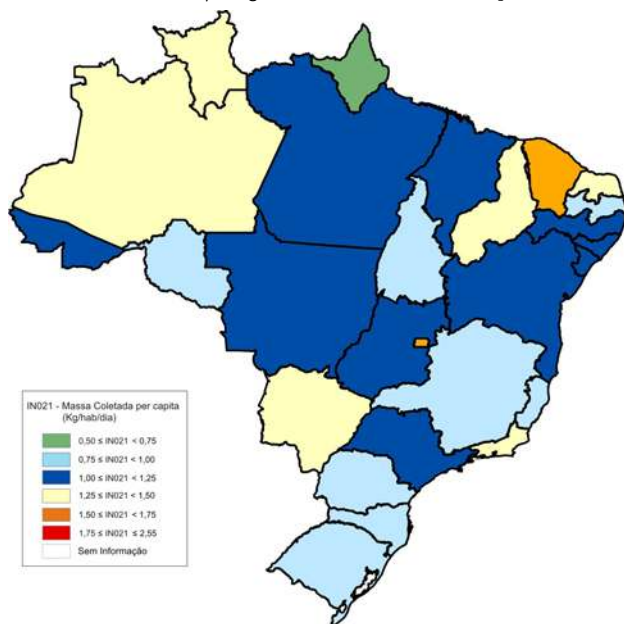 IN021 - Massa Coletada per capita
(Kg/hab/dia)
0,50 ≤ IN021 < 0,75
0,75 ≤ IN021 < 1,00
1,00 ≤ IN021 < 1,25
1,25 ≤ IN021 < 1,50
1,50 ≤ IN021 < 1,75
1,75 ≤ IN021 ≤ 2,55
Sem Informação